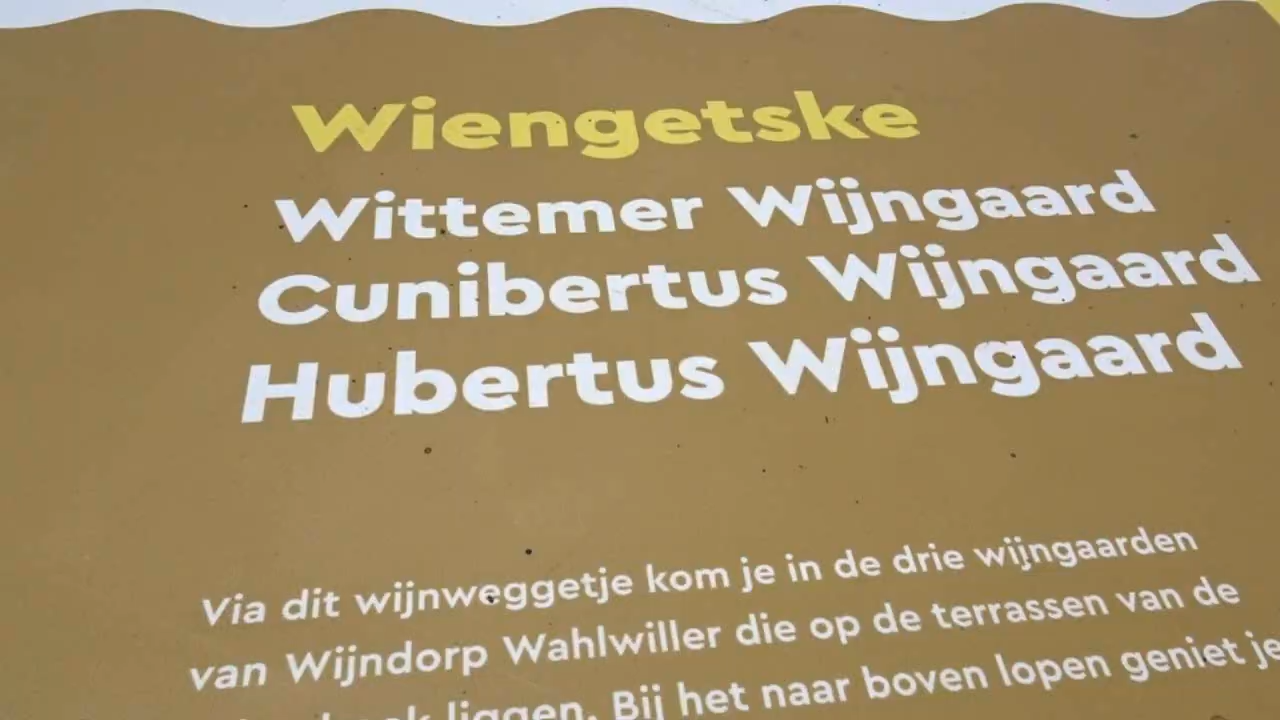 Wiengetske
Wittemer Wijngaard
Cunibertus Wijngaard
Hubertus Wijngaard
Via dit wijnweggetje kom je in de drie wijngaarden
van Wijndorp Wahlwiller die op de terrassen van de
liggen. Bij het naar boven lopen geniet je